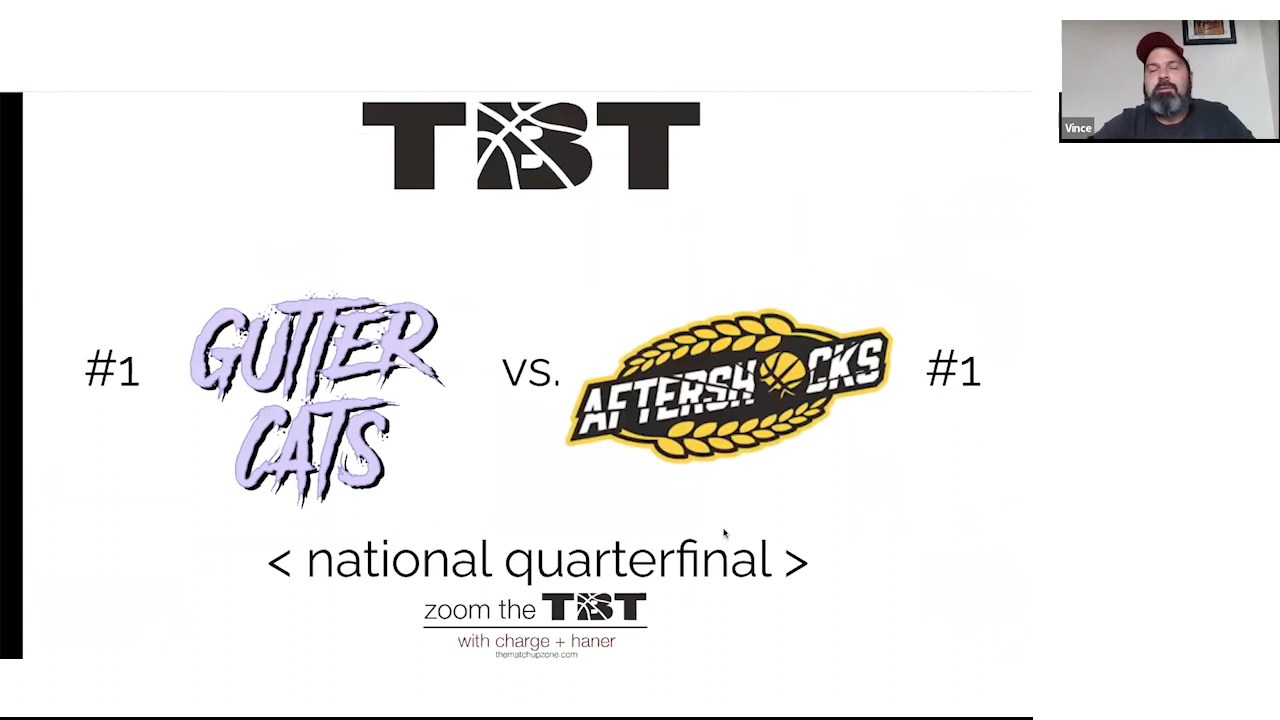 TBT
#1
GUTTER
CATS
vs.
AFTERSHOCKS
#1
< national quarterfinal >
zoom the TBT
with charge + haner
thematchupzone.com
Vince